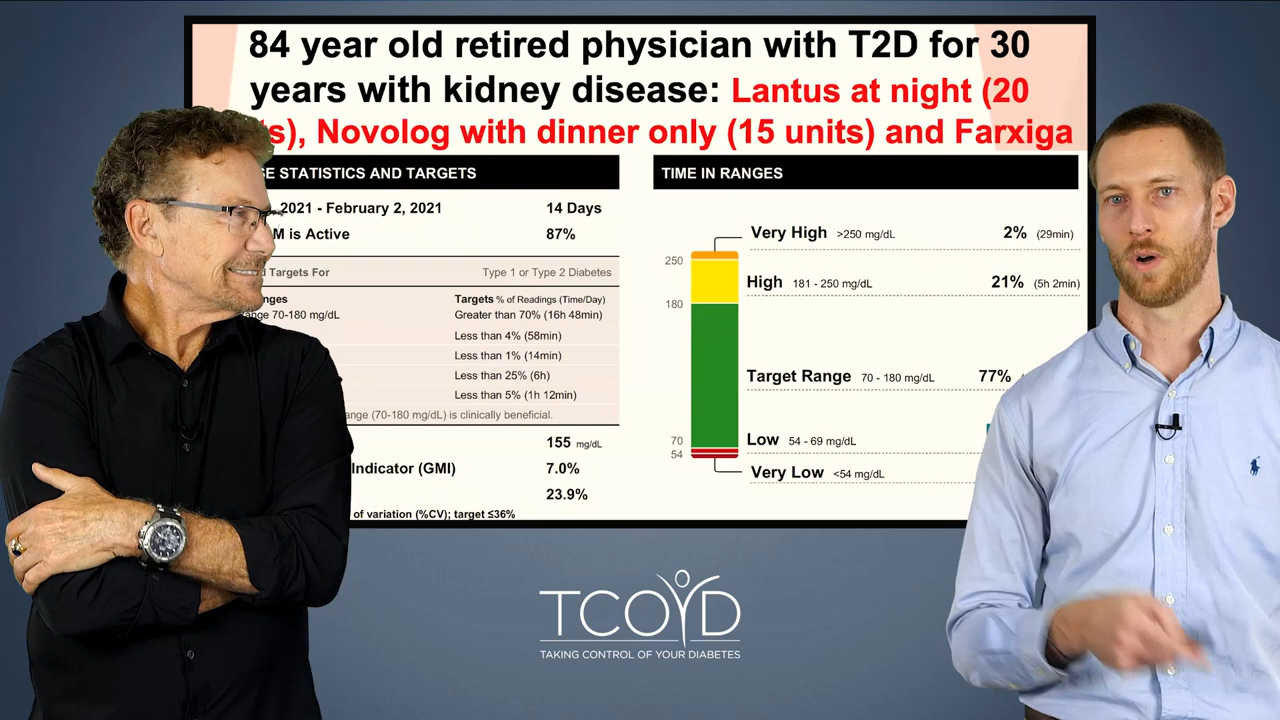 84 year old retired physician with T2D for 30
years with kidney disease: Lantus at night (20
Novolog with dinner only (15 units) and Farxiga
STATISTICS AND TARGETS
2021 - February 2, 2021 14 Days
is Active 87%
Targets For Type 1 or Type 2 Diabetes
Targets % of Readings (Time/Day)
70-180 mg/dL Greater than 70% (16h 48min)
Less than 4% (58min)
Less than 1% (14min)
Less than 25% (6h)
Less than 5% (1h 12min)
(70-180 mg/dL) is clinically beneficial.
155 mg/dL
Indicator (GMI) 7.0%
23.9%
of variation (%CV); target ≤36%
TIME IN RANGES
Very High >250 mg/dL 2% (29min)
250
High 181 - 250 mg/dL 21% (5h 2min)
180
Target Range 70 - 180 mg/dL 77%
70
Low 54 - 69 mg/dL
54
Very Low <54 mg/dL
TCOYD
TAKING CONTROL OF YOUR DIABETES